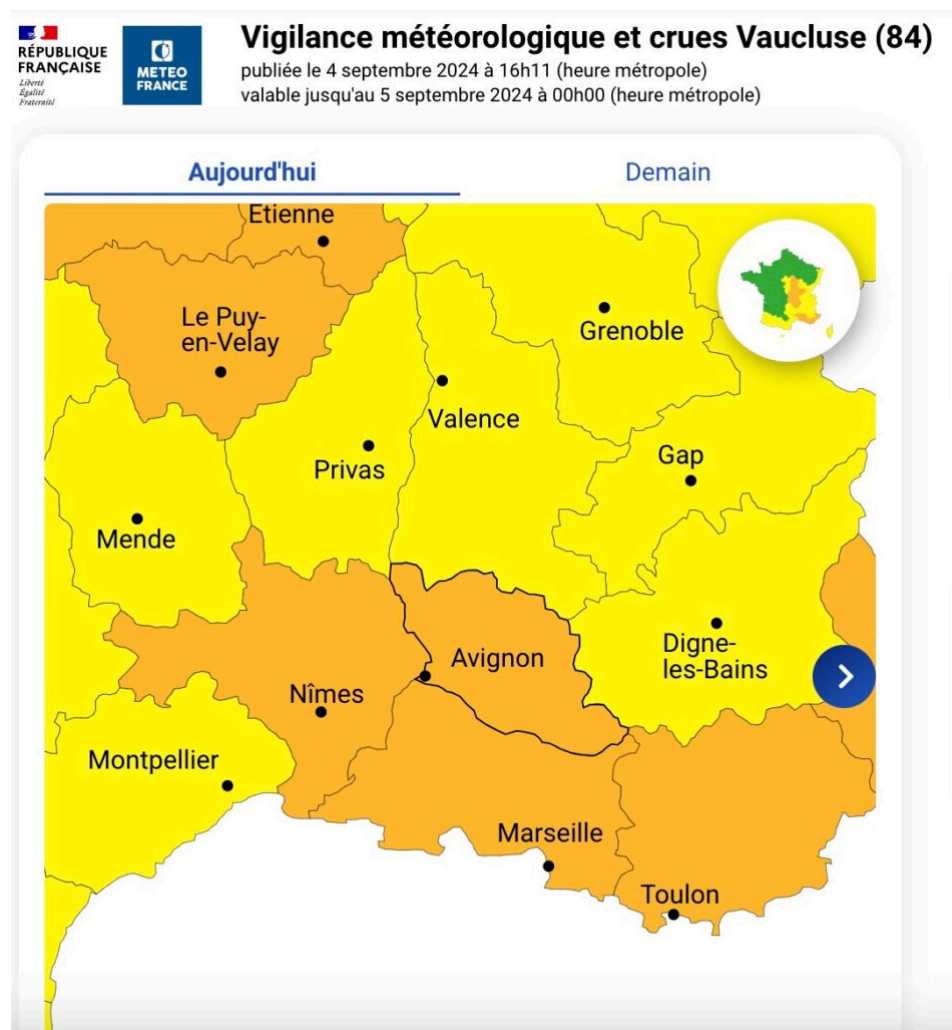 RÉPUBLIQUE
FRANÇAISE
Liberté
Égalité
Fraternité
METEO
FRANCE
Vigilance météorologique et crues Vaucluse (84)
publiée le 4 septembre 2024 à 16h11 (heure métropole)
valable jusqu'au 5 septembre 2024 à 00h00 (heure métropole)
Aujourd'hui
Demain
Etienne
Le Puy-
en-Velay
Grenoble
Valence
Privas
Gap
Mende
Digne-
les-Bains
Avignon
Nîmes
Montpellier
Marseille
Toulon